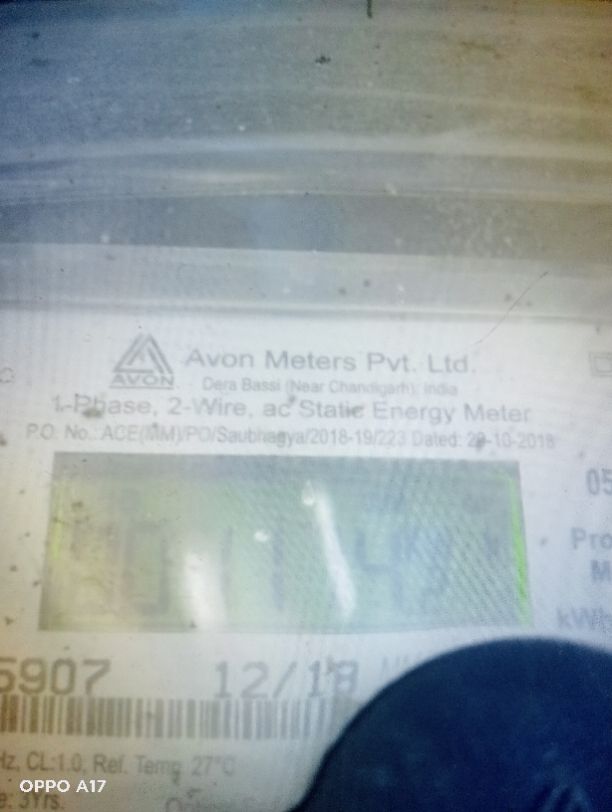 Avon Meters Pvt. Ltd.
AVON
Dera Bassi (Near Chandigarh), India
1-Phase, 2-Wire, ac Static Energy Meter
P.O. No.: ACE(MM)/PO/Saubhagya/2018-19/223 Dated: 29-10-2018
05
Pro
M
kWh
5907 12/18
Hz, CL:1.0, Ref. Temp. 27°C
OPPO A17